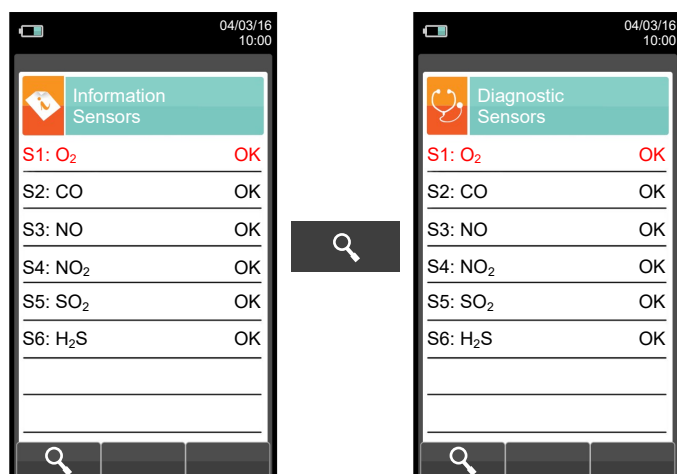 04/03/16
10:00
Information
Sensors
S1: O₂ OK
S2: CO OK
S3: NO OK
S4: NO₂ OK
S5: SO₂ OK
S6: H₂S OK
04/03/16
10:00
Diagnostic
Sensors
S1: O₂ OK
S2: CO OK
S3: NO OK
S4: NO₂ OK
S5: SO₂ OK
S6: H₂S OK